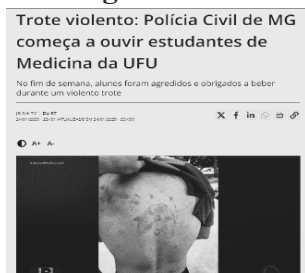 Trote violento: Polícia Civil de MG
começa a ouvir estudantes de
Medicina da UFU
No fim de semana, alunos foram agredidos e obrigados a beber
durante um violento trote
A+ A-